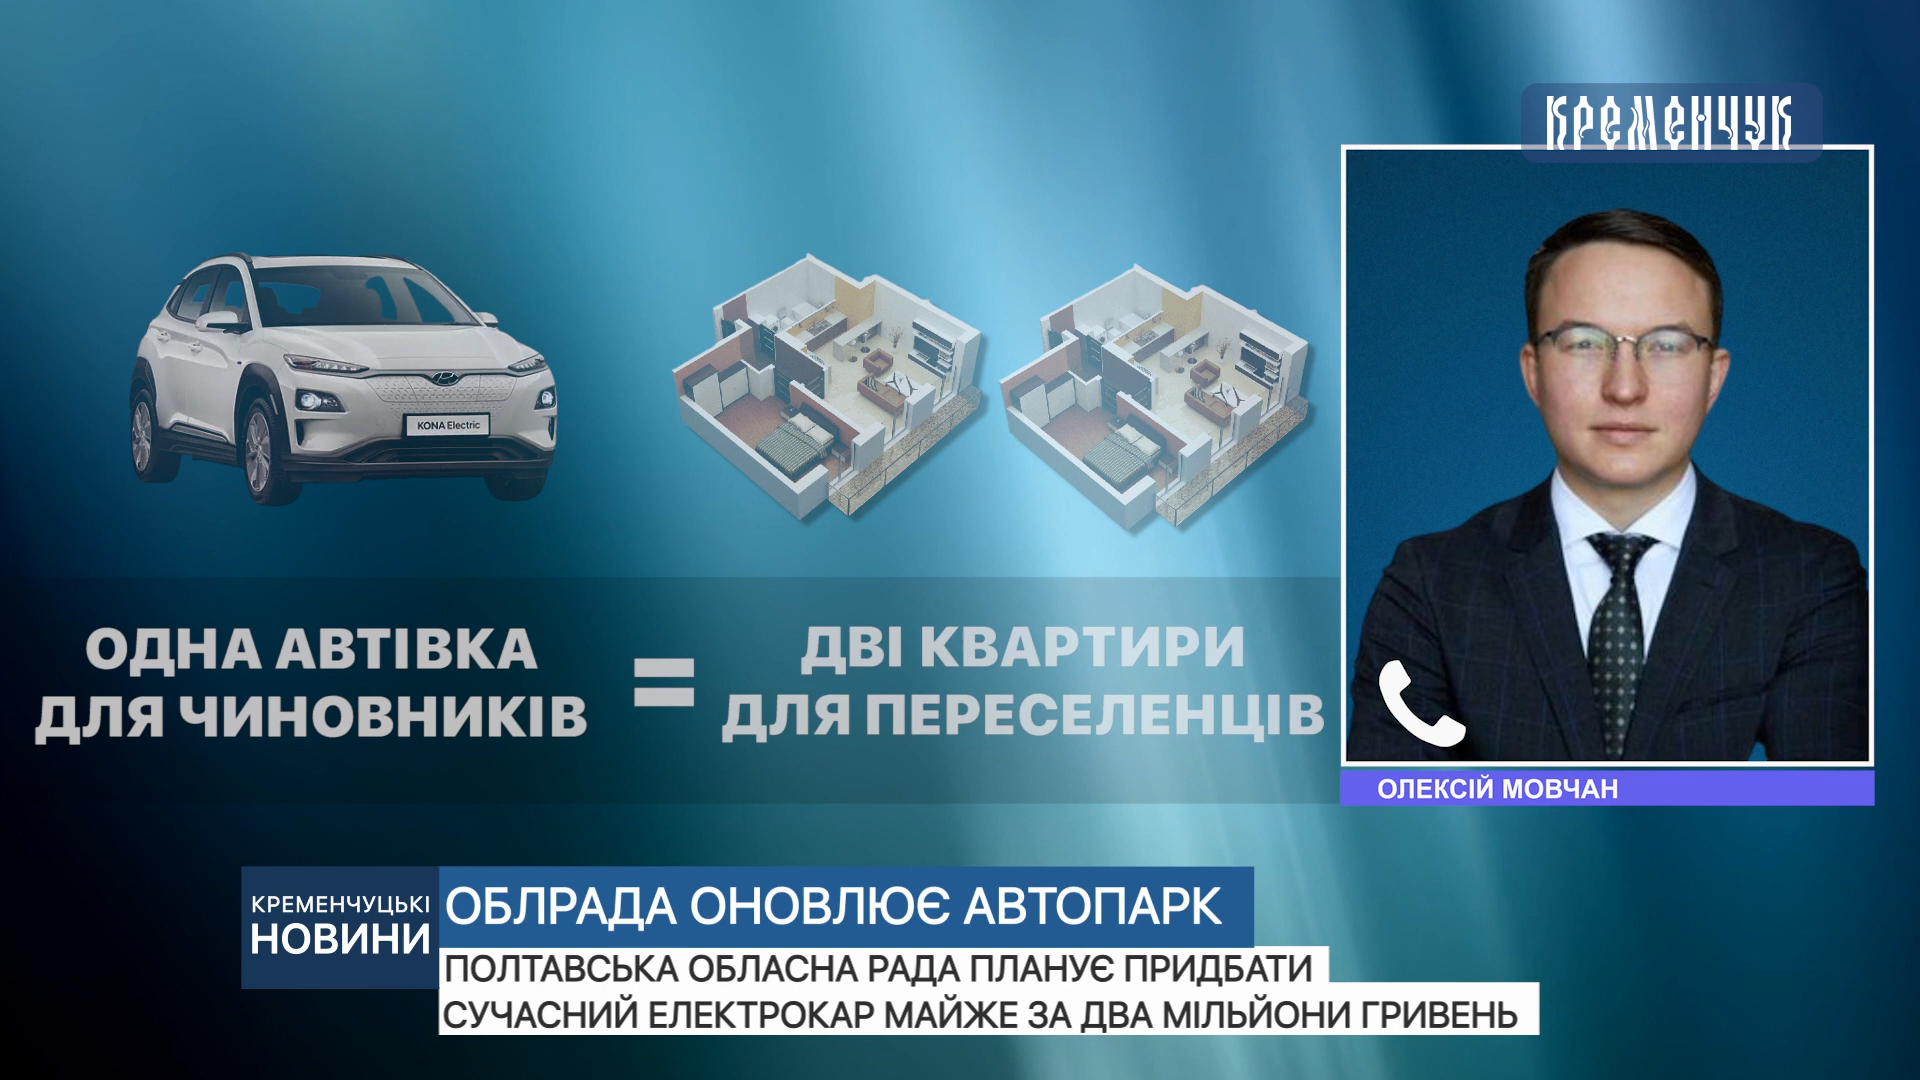 КРЕМЕНЧУК
KONA Electric
ОДНА АВТІВКА
ДЛЯ ЧИНОВНИКІВ
=
ДВІ КВАРТИРИ
ДЛЯ ПЕРЕСЕЛЕНЦІВ
ОЛЕКСІЙ МОВЧАН
КРЕМЕНЧУЦЬКІ
НОВИНИ
ОБЛРАДА ОНОВЛЮЄ АВТОПАРК
ПОЛТАВСЬКА ОБЛАСНА РАДА ПЛАНУЄ ПРИДБАТИ
СУЧАСНИЙ ЕЛЕКТРОКАР МАЙЖЕ ЗА ДВА МІЛЬЙОНИ ГРИВЕНЬ